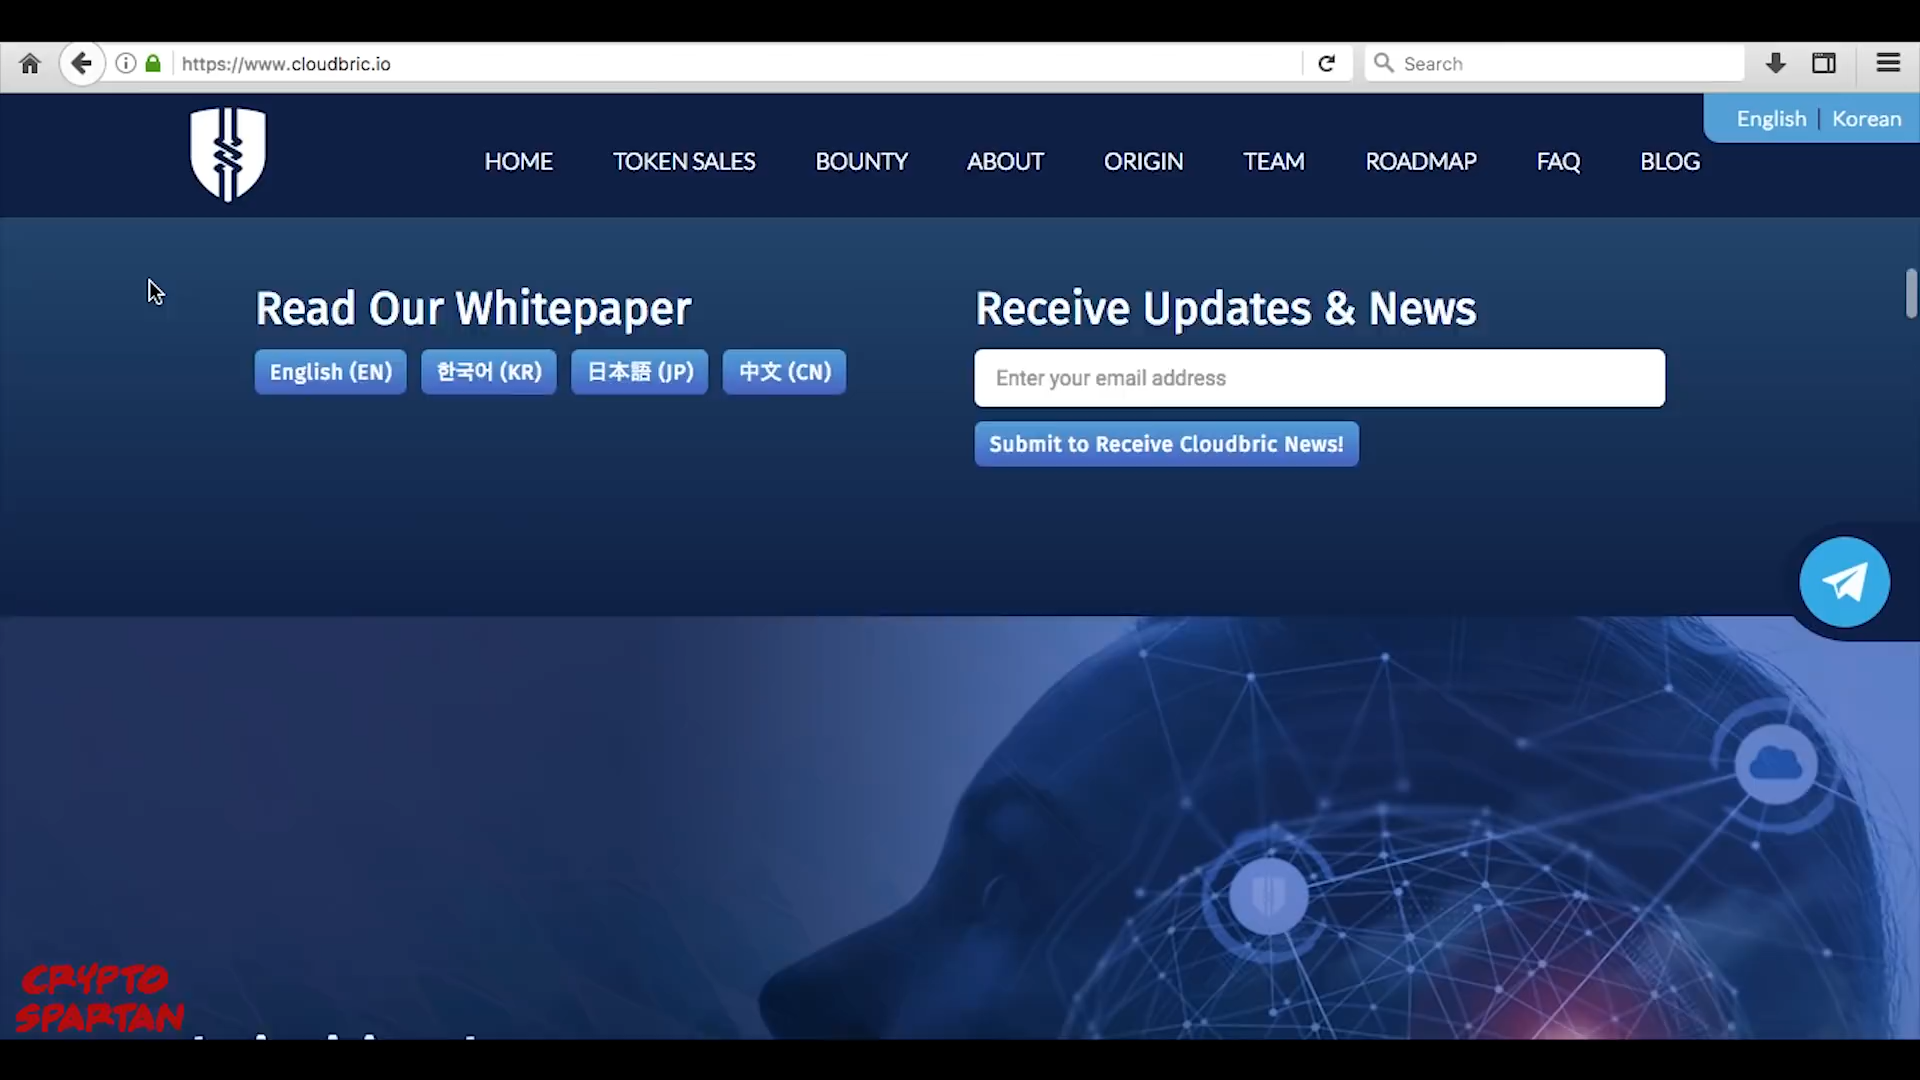 https://www.cloudbric.io
Search
English | Korean
HOME TOKEN SALES BOUNTY ABOUT ORIGIN TEAM ROADMAP FAQ BLOG
Read Our Whitepaper
English (EN) 한국어 (KR) 日本語 (JP) 中文 (CN)
Receive Updates & News
Enter your email address
Submit to Receive Cloudbric News!
CRYPTO
SPARTAN